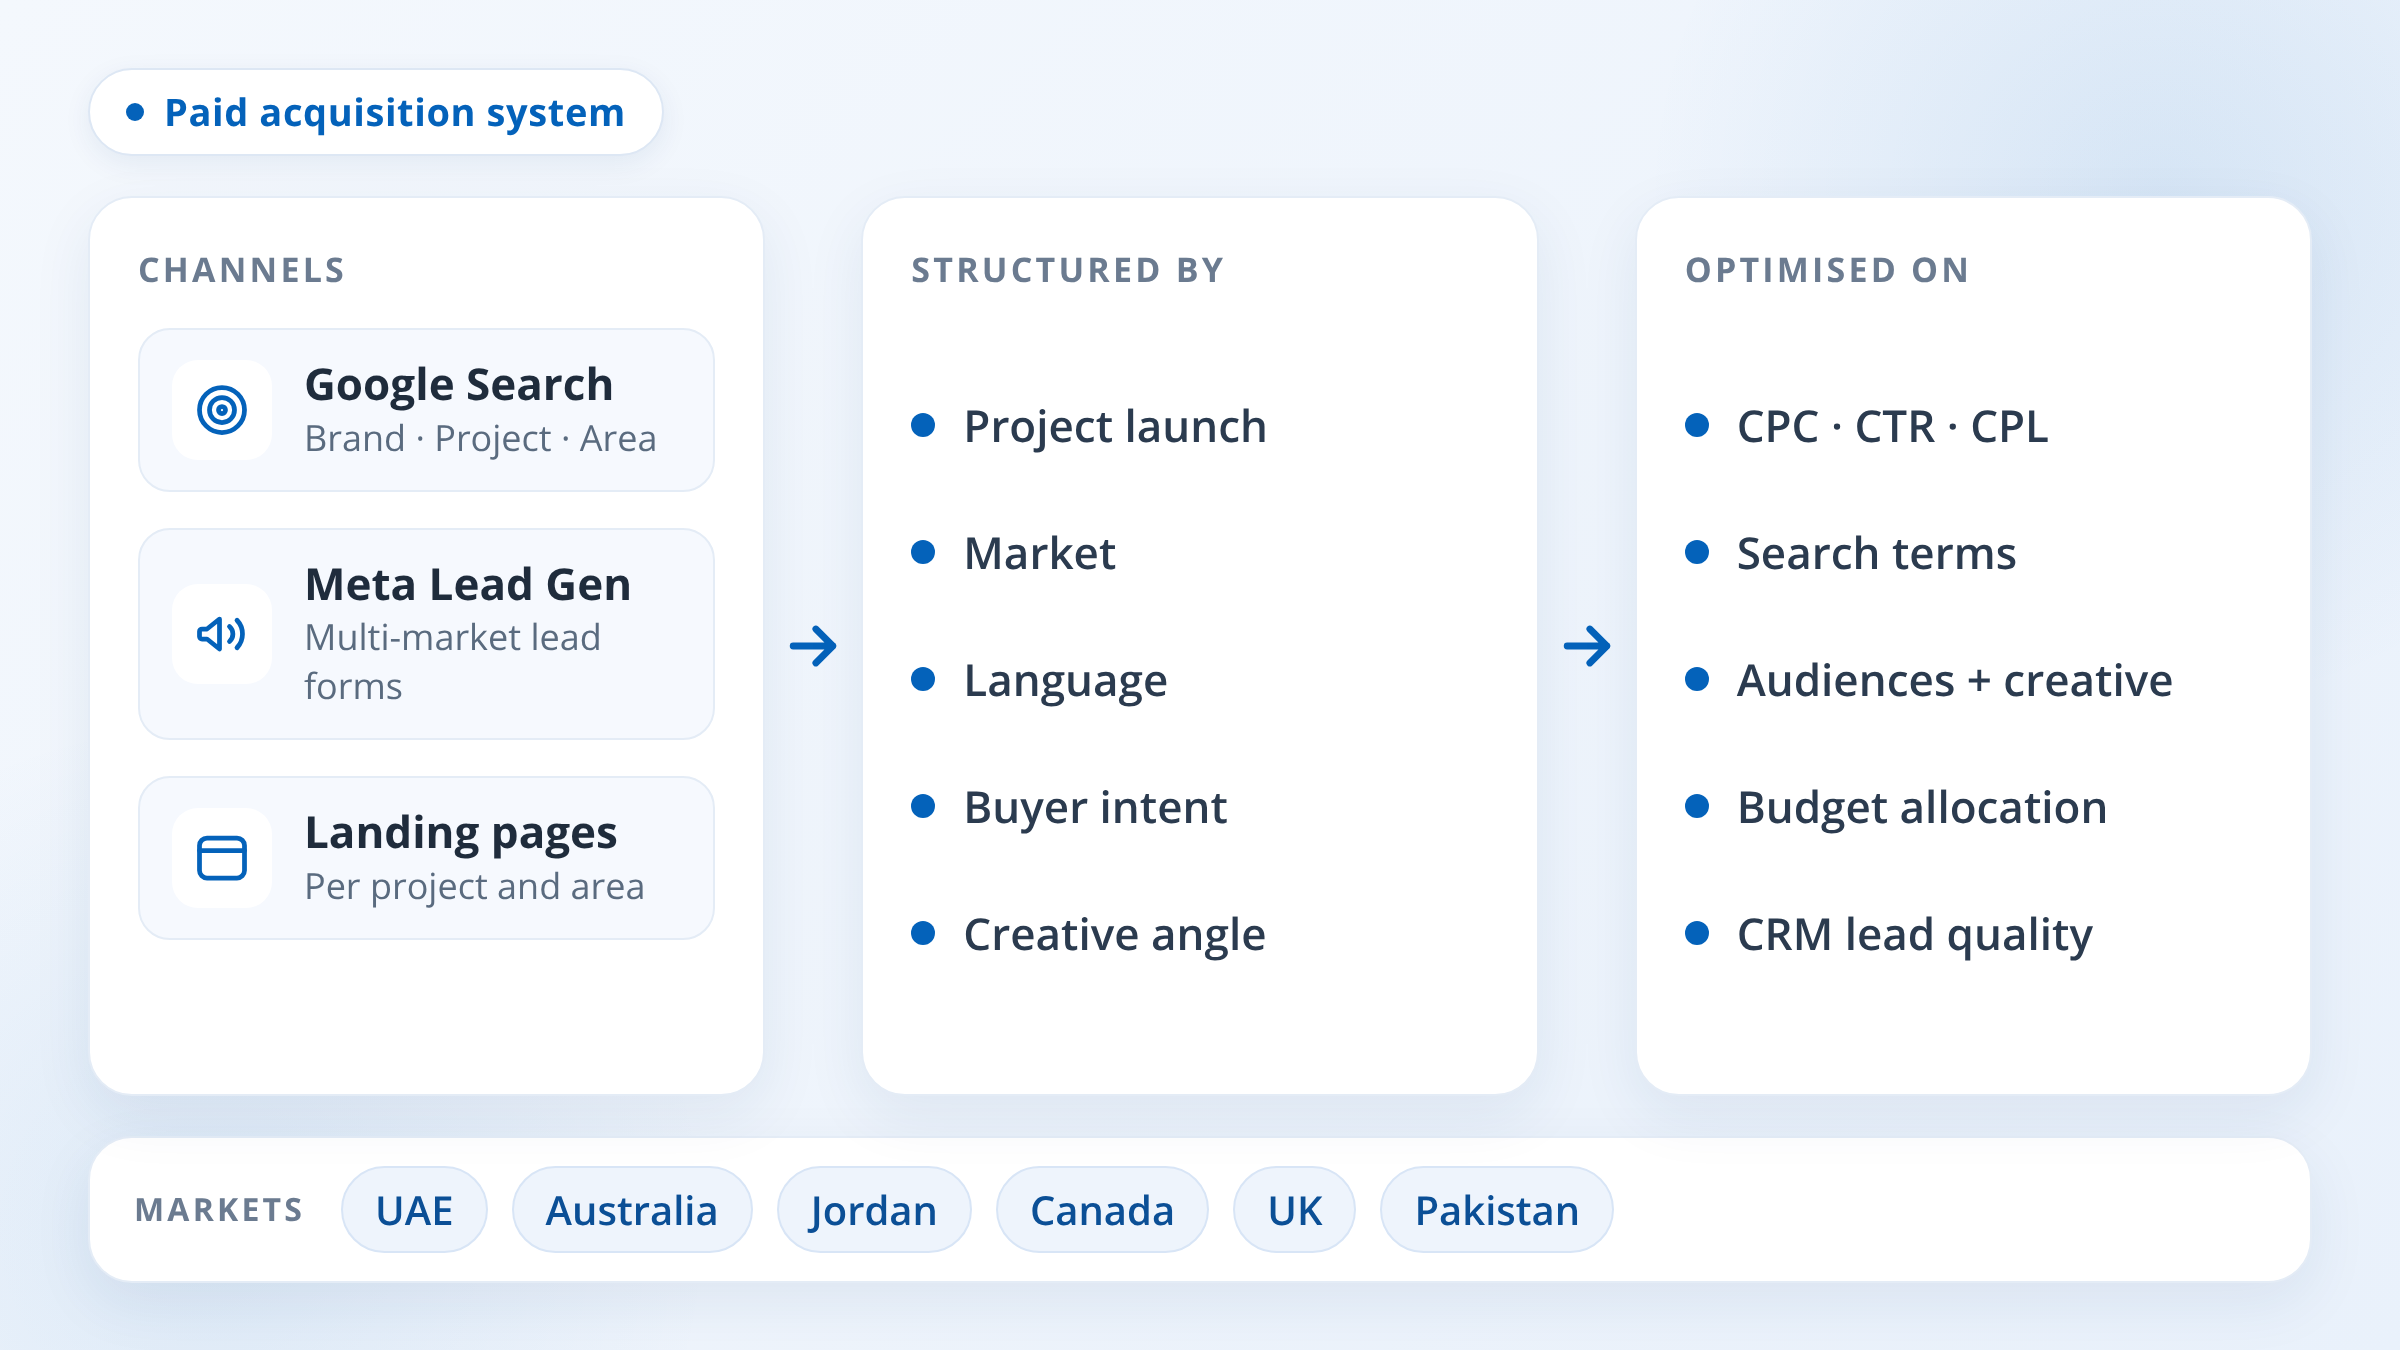 Paid acquisition system
CHANNELS
Google Search
Brand · Project · Area
Meta Lead Gen
Multi-market lead
forms
Landing pages
Per project and area
STRUCTURED BY
Project launch
Market
Language
Buyer intent
Creative angle
OPTIMISED ON
CPC · CTR · CPL
Search terms
Audiences + creative
Budget allocation
CRM lead quality
MARKETS UAE Australia Jordan Canada UK Pakistan